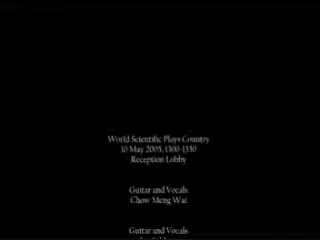 World Scientific Plays Country
10 May 2005, 1300-1330
Reception Lobby
Guitar and Vocals
Chow Meng Wai
Guitar and Vocals